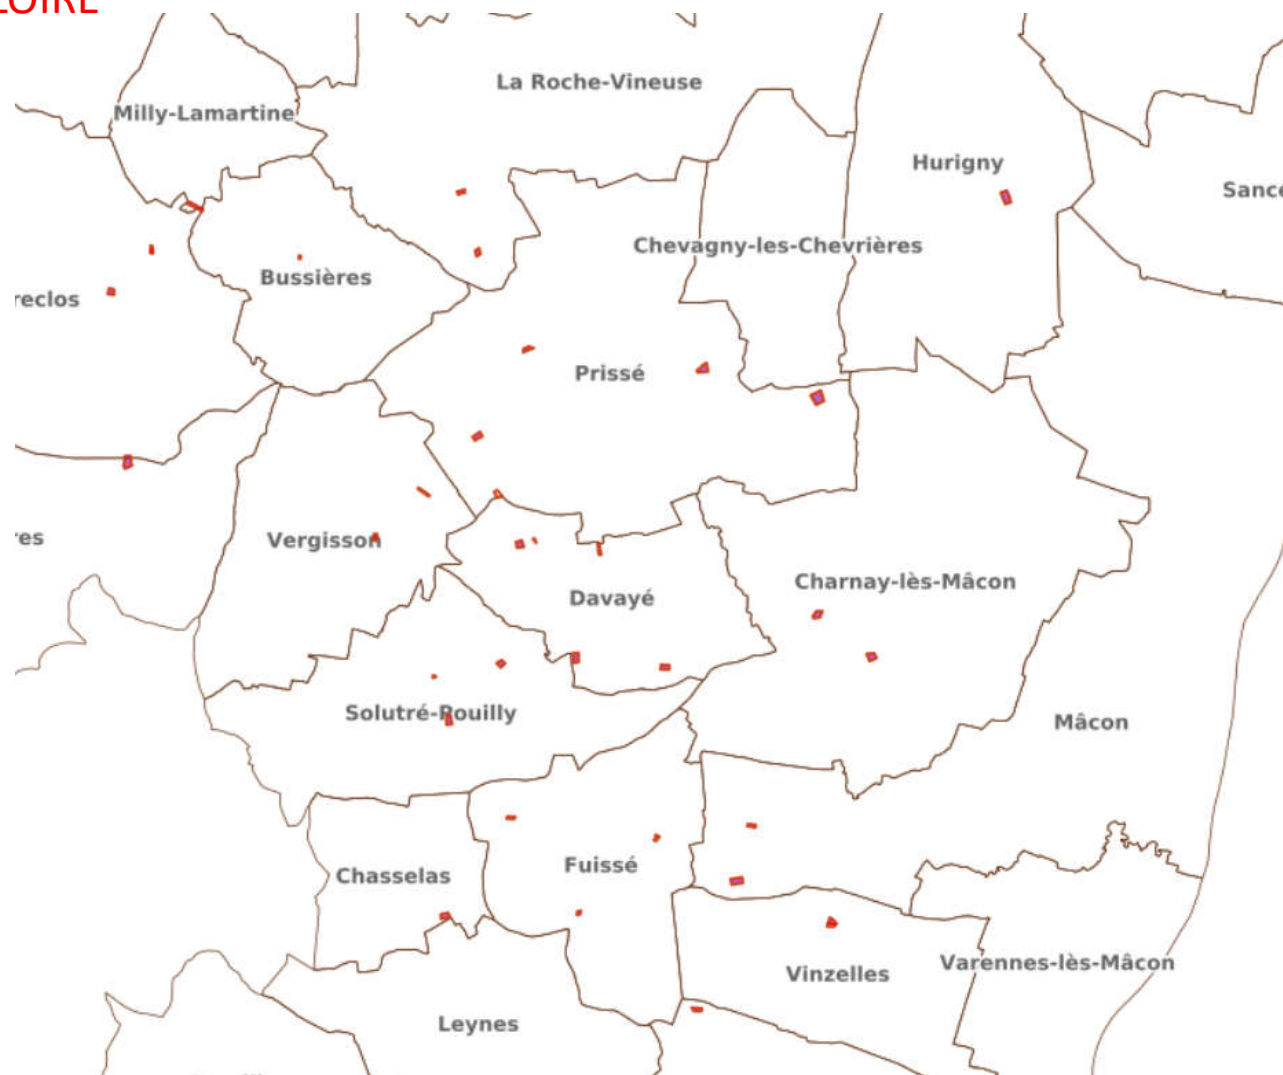 LOIRE
La Roche-Vineuse
Milly-Lamartine
Hurigny
Chevagny-les-Chevrières
Bussières
Prissé
Vergisson
Charnay-lès-Mâcon
Davayé
Solutré-Pouilly
Mâcon
Fuissé
Chasselas
Varennes-lès-Mâcon
Vinzelles
Leynes